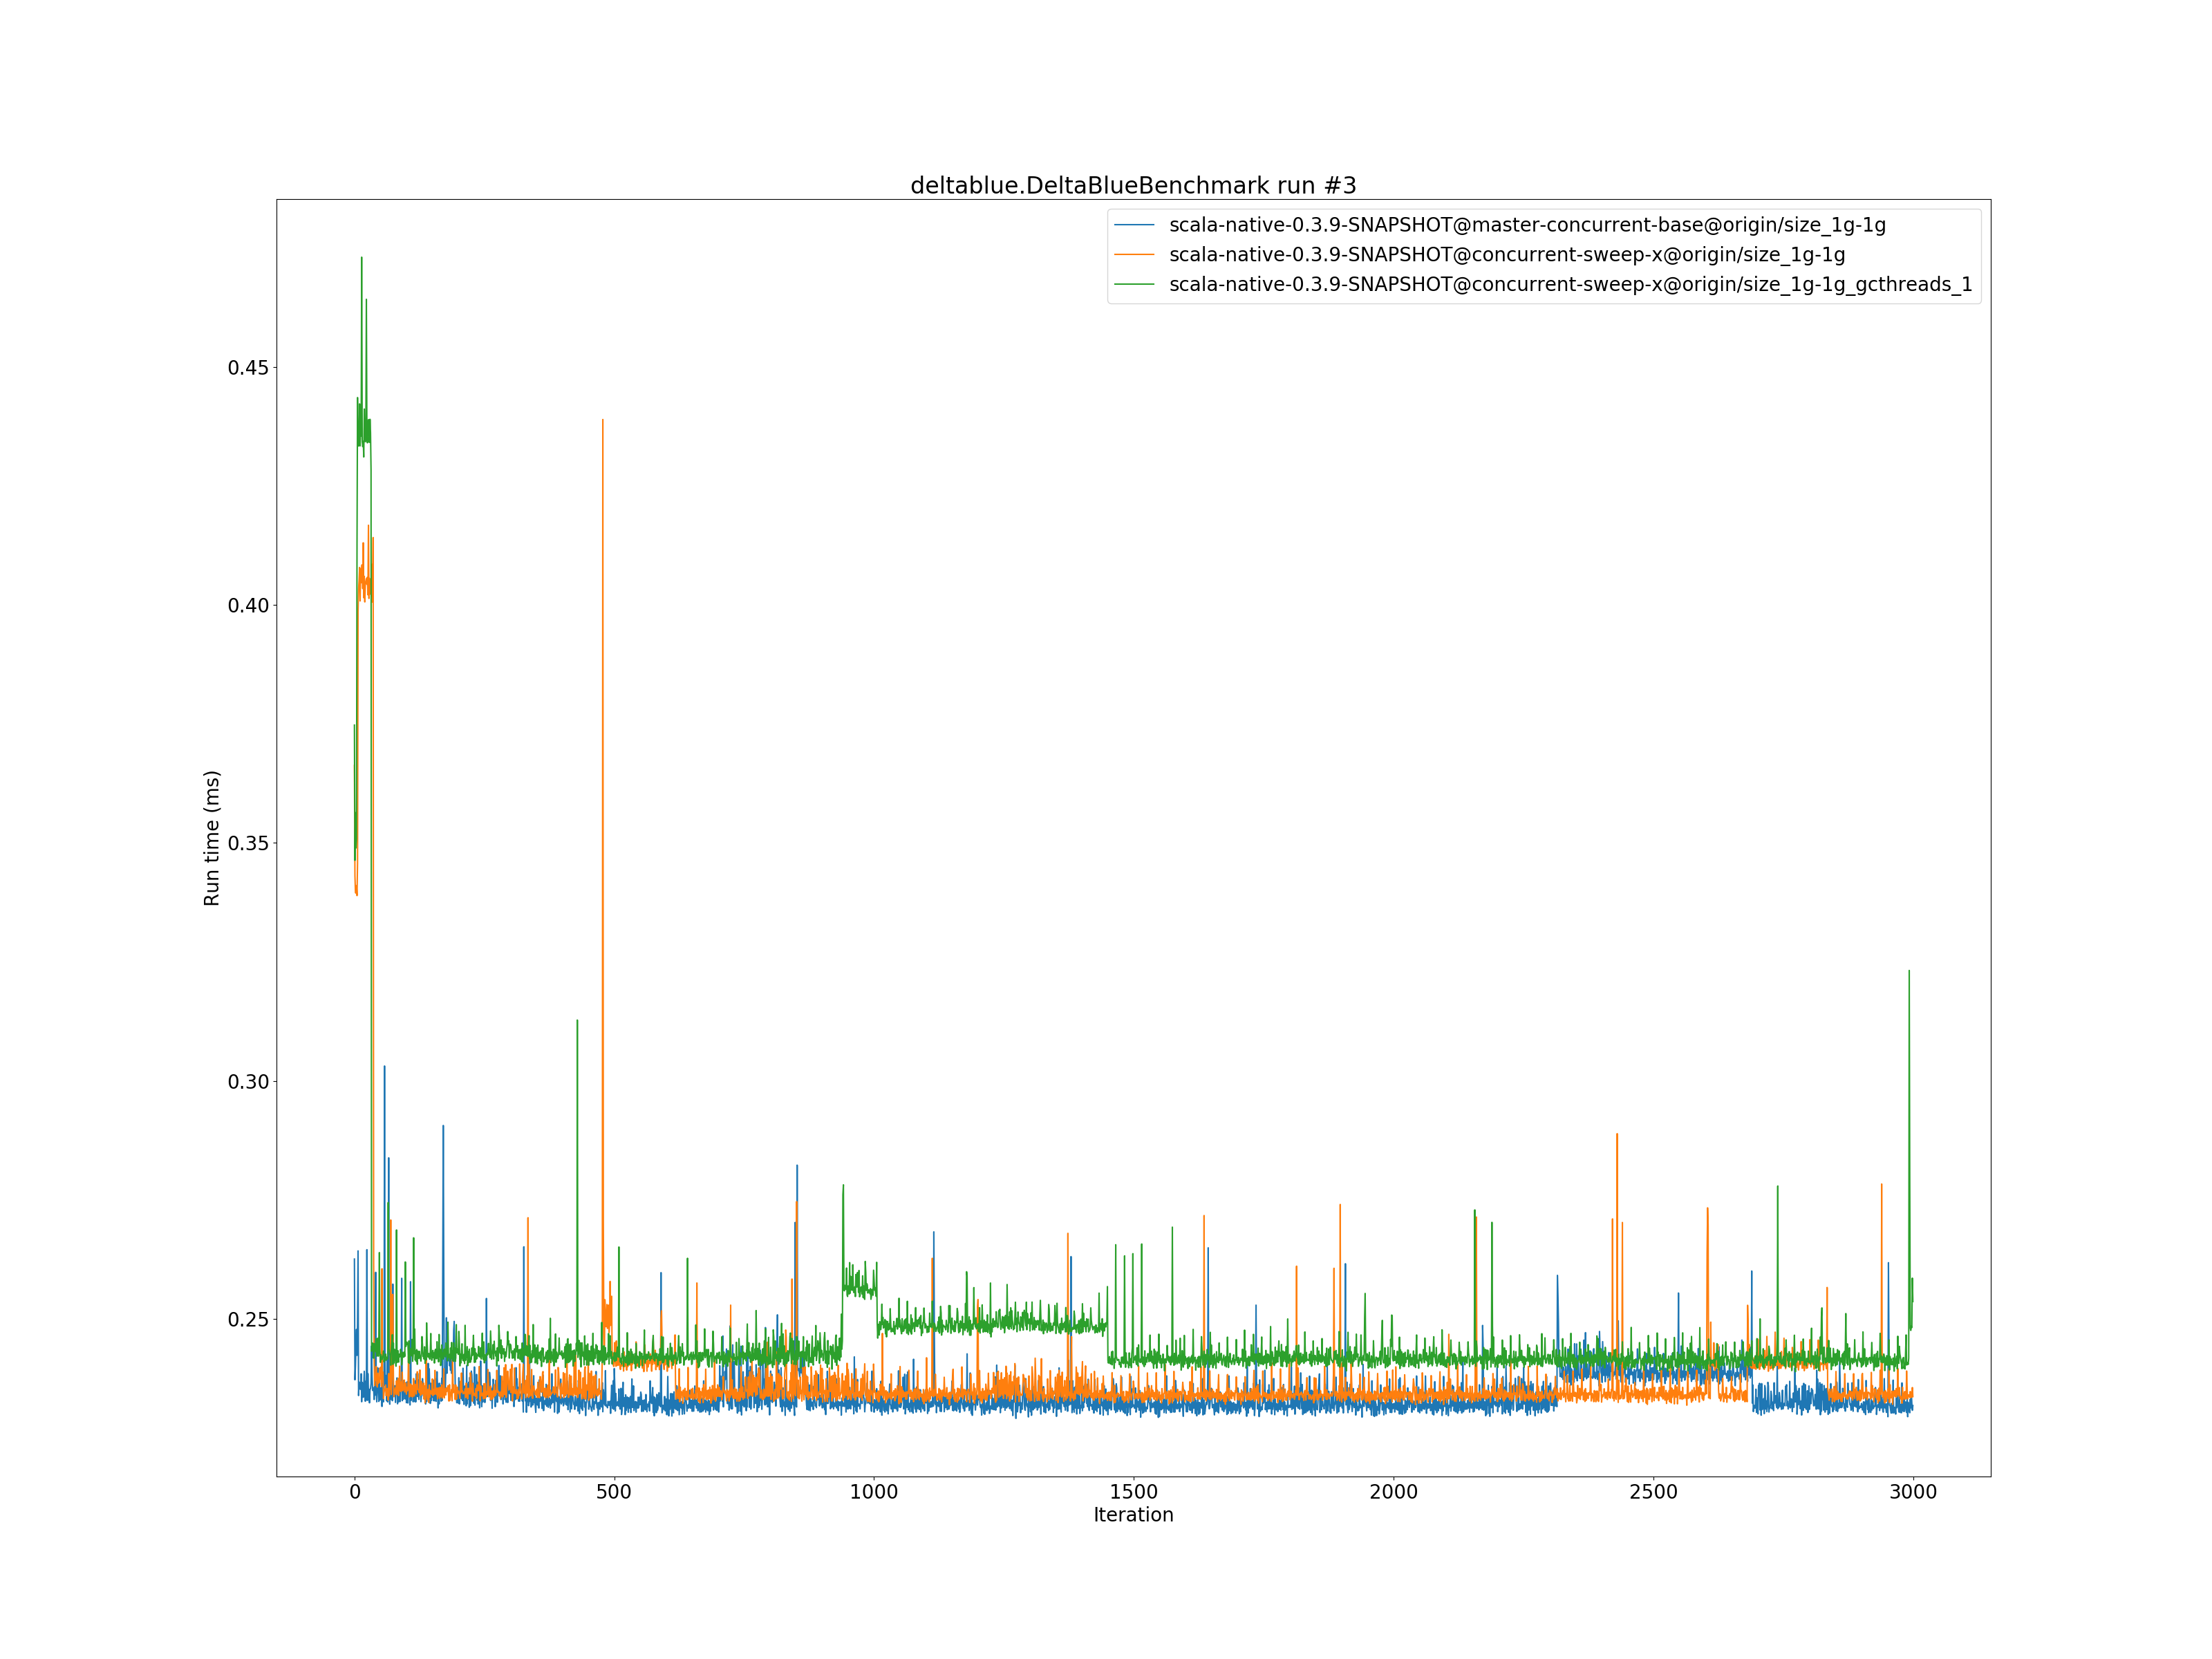 deltablue.DeltaBlueBenchmark run #3
scala-native-0.3.9-SNAPSHOT@master-concurrent-base@origin/size_1g-1g
scala-native-0.3.9-SNAPSHOT@concurrent-sweep-x@origin/size_1g-1g
scala-native-0.3.9-SNAPSHOT@concurrent-sweep-x@origin/size_1g-1g_gcthreads_1
0.45
0.40
0.35
0.30
0.25
Run time (ms)
0 500 1000 1500 2000 2500 3000
Iteration